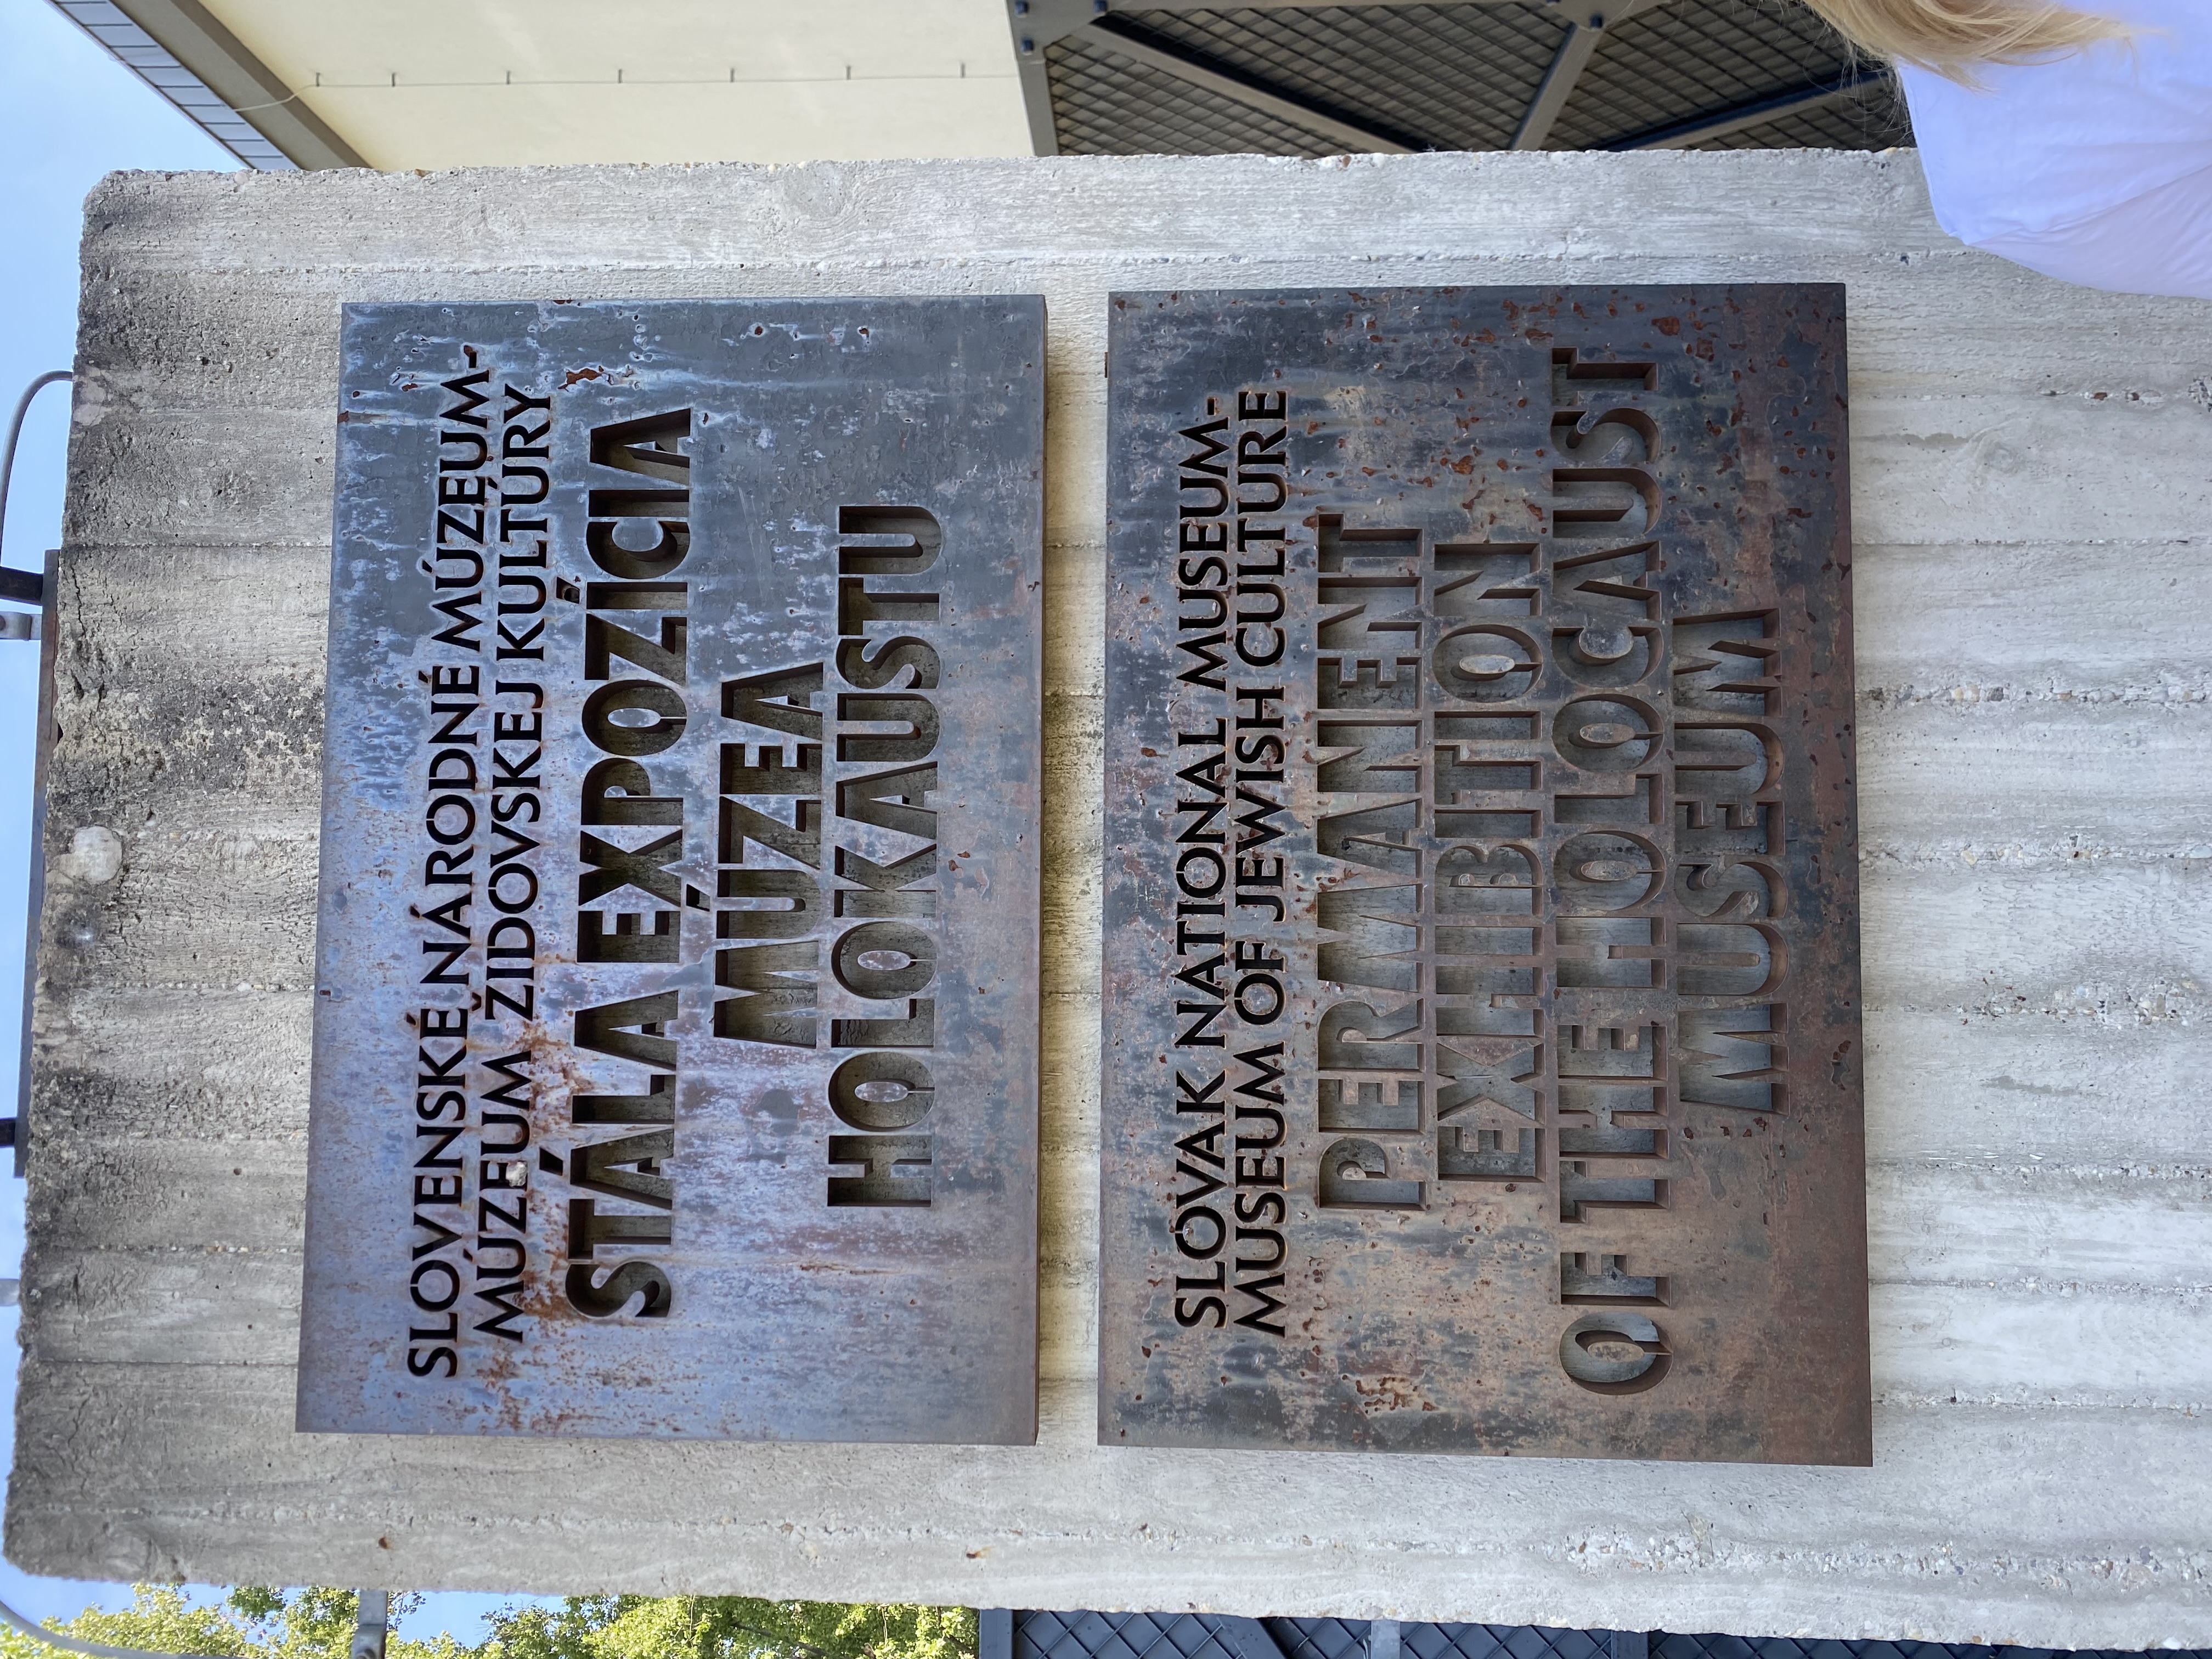 SLOVENSKÉ NÁRODNÉ MÚZEUM-
MÚZEUM ŽIDOVSKEJ KULTÚRY
STÁLA EXPOZÍCIA
MÚZEA
HOLOKAUSTU
SLOVAK NATIONAL MUSEUM-
MUSEUM OF JEWISH CULTURE
PERMANENT
EXHIBITION
OF THE HOLOCAUST
MUSEUM